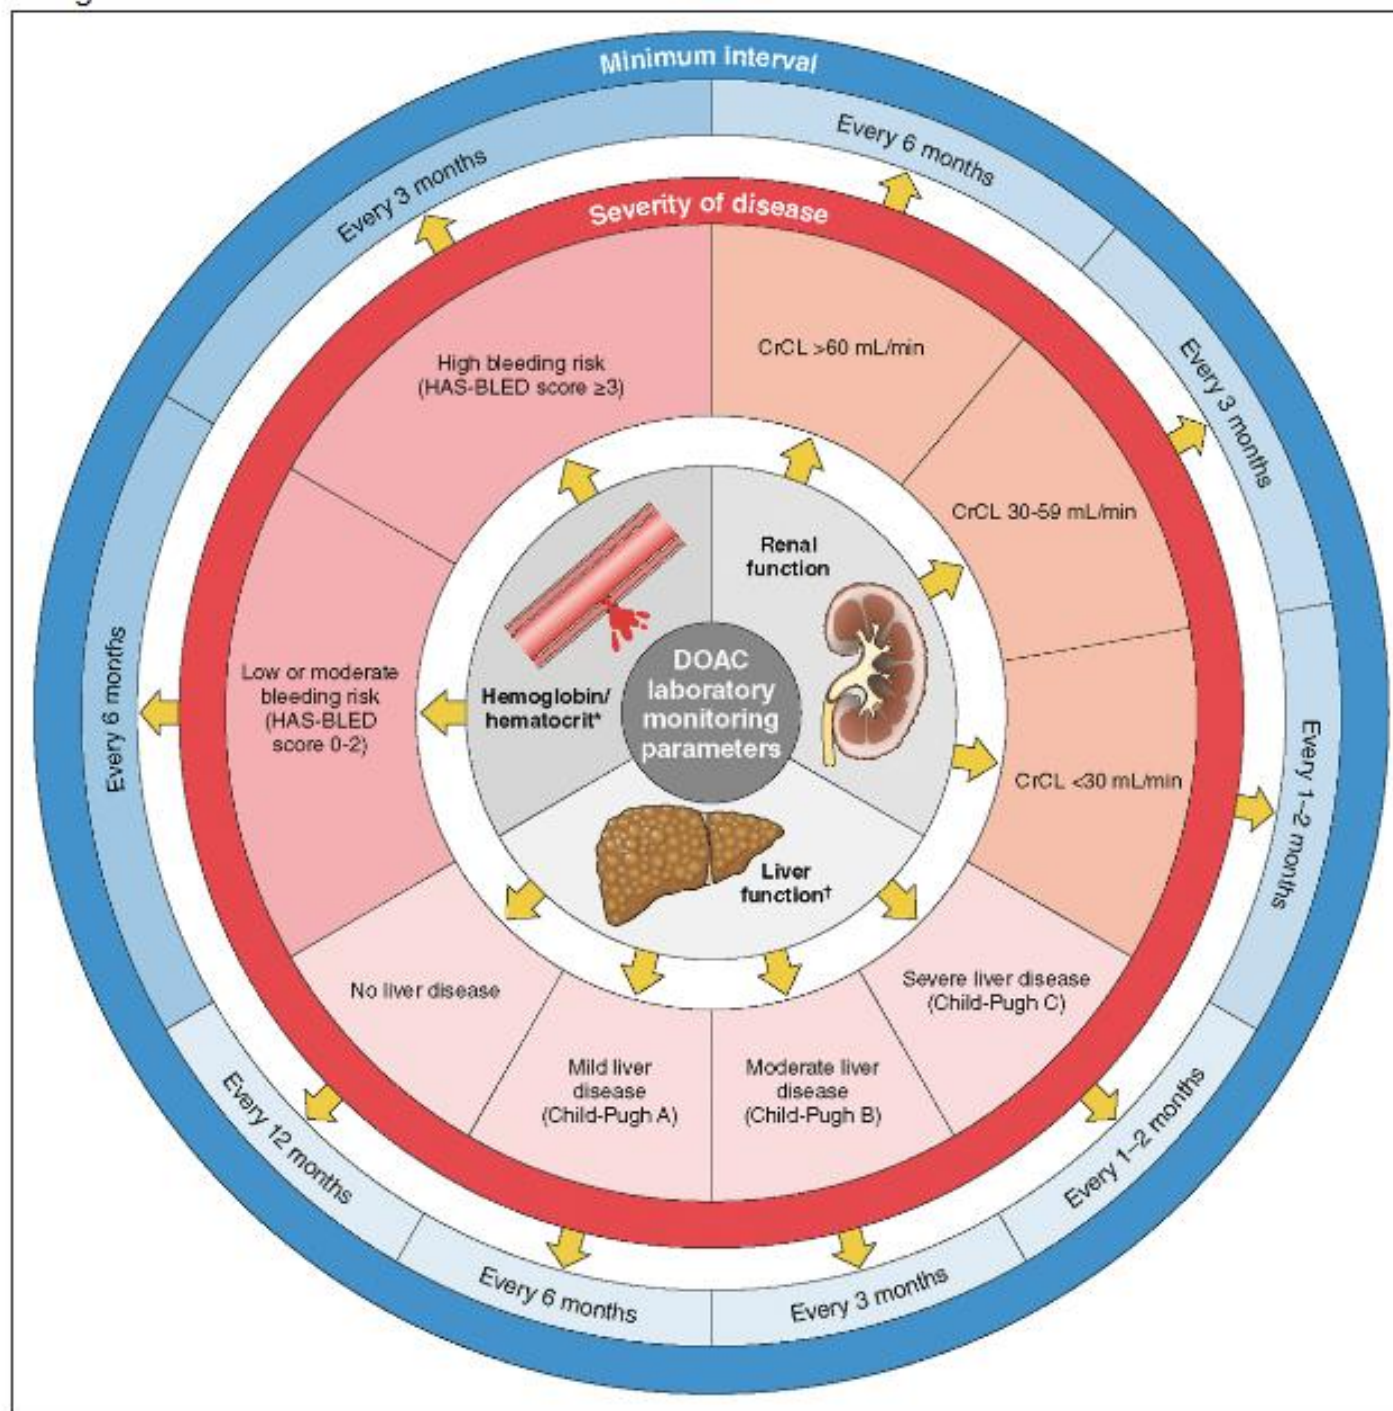 Minimum interval
Every 3 months
Every 6 months
Severity of disease
High bleeding risk
(HAS-BLED score ≥3)
CrCL >60 mL/min
Every 3 months
CrCL 30-59 mL/min
Renal
function
DOAC
laboratory
monitoring
parameters
Hemoglobin/
hematocrit*
Low or moderate
bleeding risk
(HAS-BLED
score 0-2)
Every 6 months
CrCL <30 mL/min
Every 1–2 months
Liver
function†
No liver disease
Mild liver
disease
(Child-Pugh A)
Moderate liver
disease
(Child-Pugh B)
Severe liver disease
(Child-Pugh C)
Every 12 months
Every 6 months
Every 3 months
Every 1–2 months